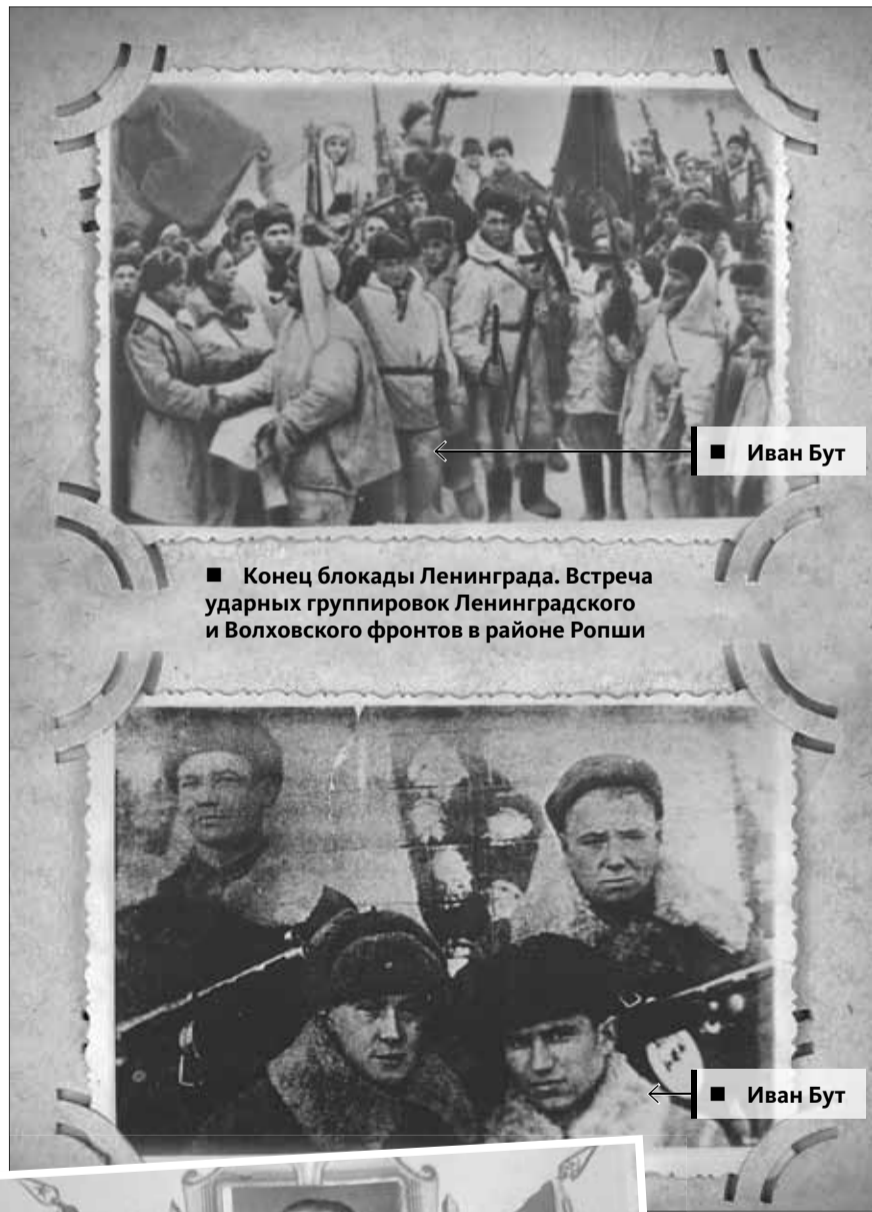 ■ Иван Бут
■ Конец блокады Ленинграда. Встреча
ударных группировок Ленинградского
и Волховского фронтов в районе Ропши
■ Иван Бут